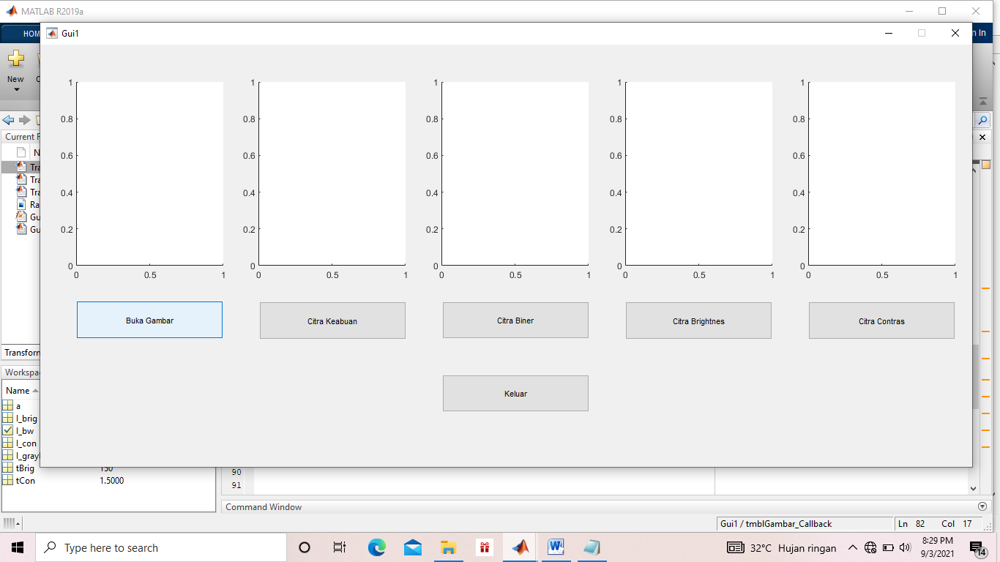 MATLAB R2019a
HOM
n In
Gui1
New
1
0.8
0.6
0.4
0.2
0
0
0.5
1
1
0.8
0.6
0.4
0.2
0
0
0.5
1
1
0.8
0.6
0.4
0.2
0
0
0.5
1
1
0.8
0.6
0.4
0.2
0
0
0.5
1
1
0.8
0.6
0.4
0.2
0
0
0.5
1
Buka Gambar
Citra Keabuan
Citra Biner
Citra Brightnes
Citra Contras
Keluar
Current F
N
Tra
Tra
Tra
Ra
Gu
Gu
Transforn
Workspac
Name
a
I_brig
I_bw
I_con
I_gray
tBrig 150
tCon 1.5000
90
91
Command Window
Gui1 / tmblGambar_Callback
Ln 82 Col 17
Type here to search
32°C Hujan ringan
8:29 PM
9/3/2021
14